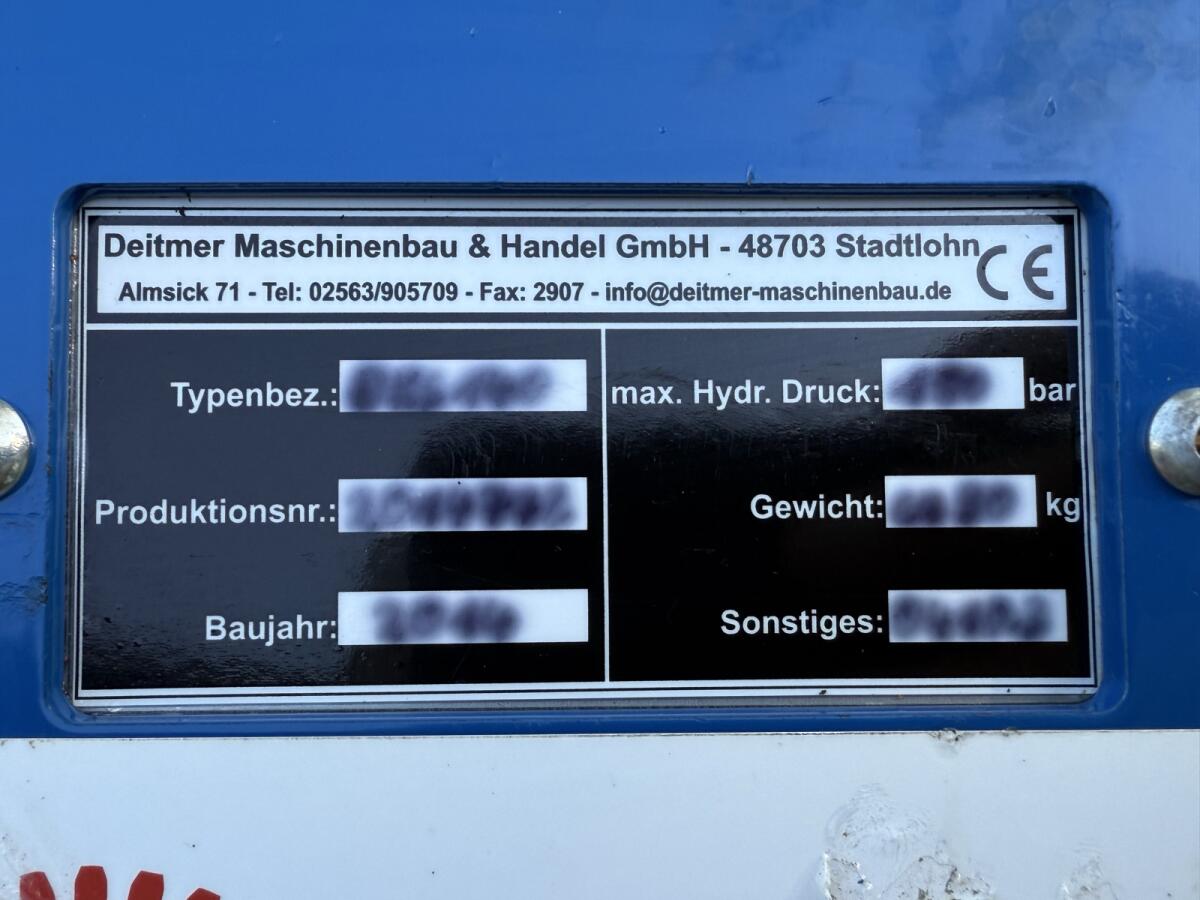 Deitmer Maschinenbau & Handel GmbH - 48703 Stadtlohn
Almsick 71 - Tel: 02563/905709 - Fax: 2907 - info@deitmer-maschinenbau.de
CE
Typenbez.:
max. Hydr. Druck: bar
Produktionsnr.:
Gewicht: kg
Baujahr:
Sonstiges: